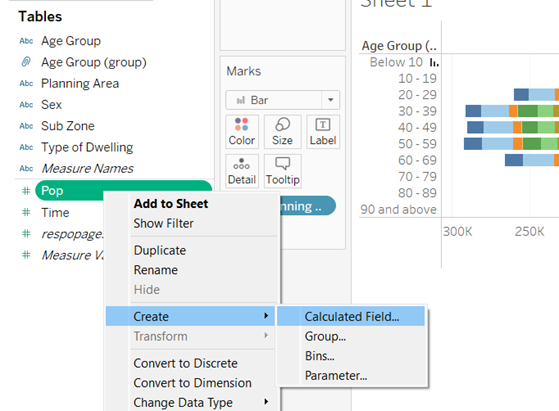 Sheet 1
Tables
Abc Age Group
Age Group (group)
Abc Planning Area
Abc Sex
Abc Sub Zone
Abc Type of Dwelling
Abc Measure Names
# Pop
# Time
# respopage
# Measure V
Marks
Bar
Color
Size
T Label
Detail
Tooltip
nning ..
Add to Sheet
Show Filter
Duplicate
Rename
Hide
Create
Transform
Convert to Discrete
Convert to Dimension
Change Data Type
Calculated Field...
Group...
Bins...
Parameter...
Age Group (..
Below 10
10 - 19
20 - 29
30 - 39
40 - 49
50 - 59
60 - 69
70 - 79
80 - 89
90 and above
300K
250K